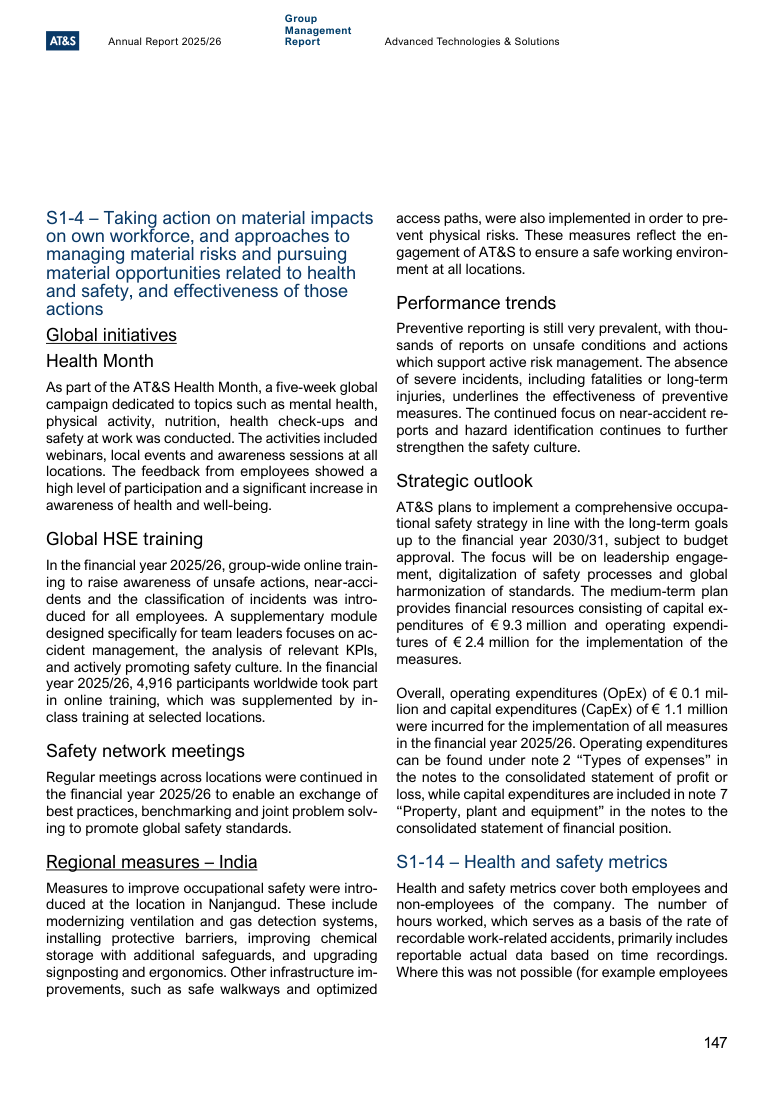 AT&S
Annual Report 2025/26
Group
Management
Report
Advanced Technologies & Solutions
S1-4 – Taking action on material impacts
on own workforce, and approaches to
managing material risks and pursuing
material opportunities related to health
and safety, and effectiveness of those
actions
Global initiatives
Health Month
As part of the AT&S Health Month, a five-week global
campaign dedicated to topics such as mental health,
physical activity, nutrition, health check-ups and
safety at work was conducted. The activities included
webinars, local events and awareness sessions at all
locations. The feedback from employees showed a
high level of participation and a significant increase in
awareness of health and well-being.
Global HSE training
In the financial year 2025/26, group-wide online train-
ing to raise awareness of unsafe actions, near-acci-
dents and the classification of incidents was intro-
duced for all employees. A supplementary module
designed specifically for team leaders focuses on ac-
cident management, the analysis of relevant KPIs,
and actively promoting safety culture. In the financial
year 2025/26, 4,916 participants worldwide took part
in online training, which was supplemented by in-
class training at selected locations.
Safety network meetings
Regular meetings across locations were continued in
the financial year 2025/26 to enable an exchange of
best practices, benchmarking and joint problem solv-
ing to promote global safety standards.
Regional measures – India
Measures to improve occupational safety were intro-
duced at the location in Nanjangud. These include
modernizing ventilation and gas detection systems,
installing protective barriers, improving chemical
storage with additional safeguards, and upgrading
signposting and ergonomics. Other infrastructure im-
provements, such as safe walkways and optimized
access paths, were also implemented in order to pre-
vent physical risks. These measures reflect the en-
gagement of AT&S to ensure a safe working environ-
ment at all locations.
Performance trends
Preventive reporting is still very prevalent, with thou-
sands of reports on unsafe conditions and actions
which support active risk management. The absence
of severe incidents, including fatalities or long-term
injuries, underlines the effectiveness of preventive
measures. The continued focus on near-accident re-
ports and hazard identification continues to further
strengthen the safety culture.
Strategic outlook
AT&S plans to implement a comprehensive occupa-
tional safety strategy in line with the long-term goals
up to the financial year 2030/31, subject to budget
approval. The focus will be on leadership engage-
ment, digitalization of safety processes and global
harmonization of standards. The medium-term plan
provides financial resources consisting of capital ex-
penditures of € 9.3 million and operating expendi-
tures of € 2.4 million for the implementation of the
measures.
Overall, operating expenditures (OpEx) of € 0.1 mil-
lion and capital expenditures (CapEx) of € 1.1 million
were incurred for the implementation of all measures
in the financial year 2025/26. Operating expenditures
can be found under note 2 “Types of expenses” in
the notes to the consolidated statement of profit or
loss, while capital expenditures are included in note 7
“Property, plant and equipment” in the notes to the
consolidated statement of financial position.
S1-14 – Health and safety metrics
Health and safety metrics cover both employees and
non-employees of the company. The number of
hours worked, which serves as a basis of the rate of
recordable work-related accidents, primarily includes
reportable actual data based on time recordings.
Where this was not possible (for example employees
147